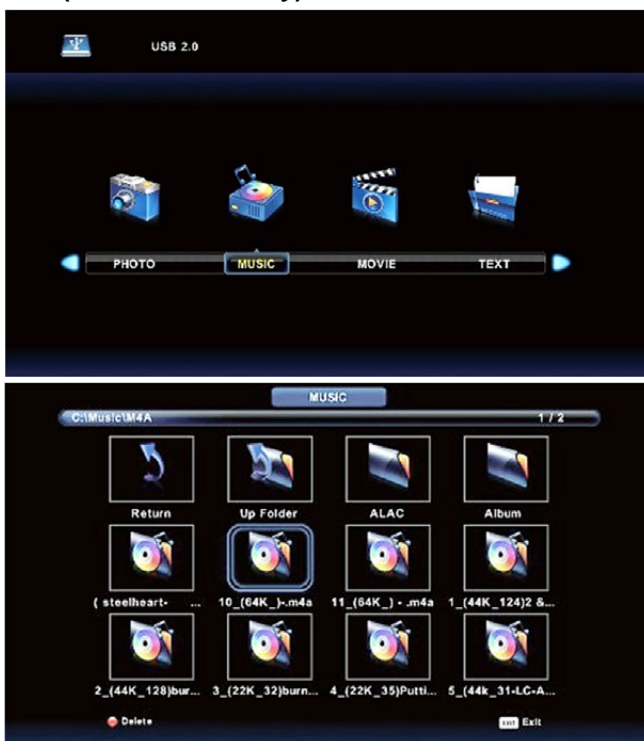 USB 2.0
PHOTO MUSIC MOVIE TEXT
MUSIC
C:\Music\M4A 1 / 2
Return Up Folder ALAC Album
( steelheart- ... 10_(64K_)-.m4a 11_(64K_) - .m4a 1_(44K_124)2 &...
2_(44K_128)bur... 3_(22K_32)burn... 4_(22K_35)Putti... 5_(44k_31-LC-A...
Delete EXIT Exit